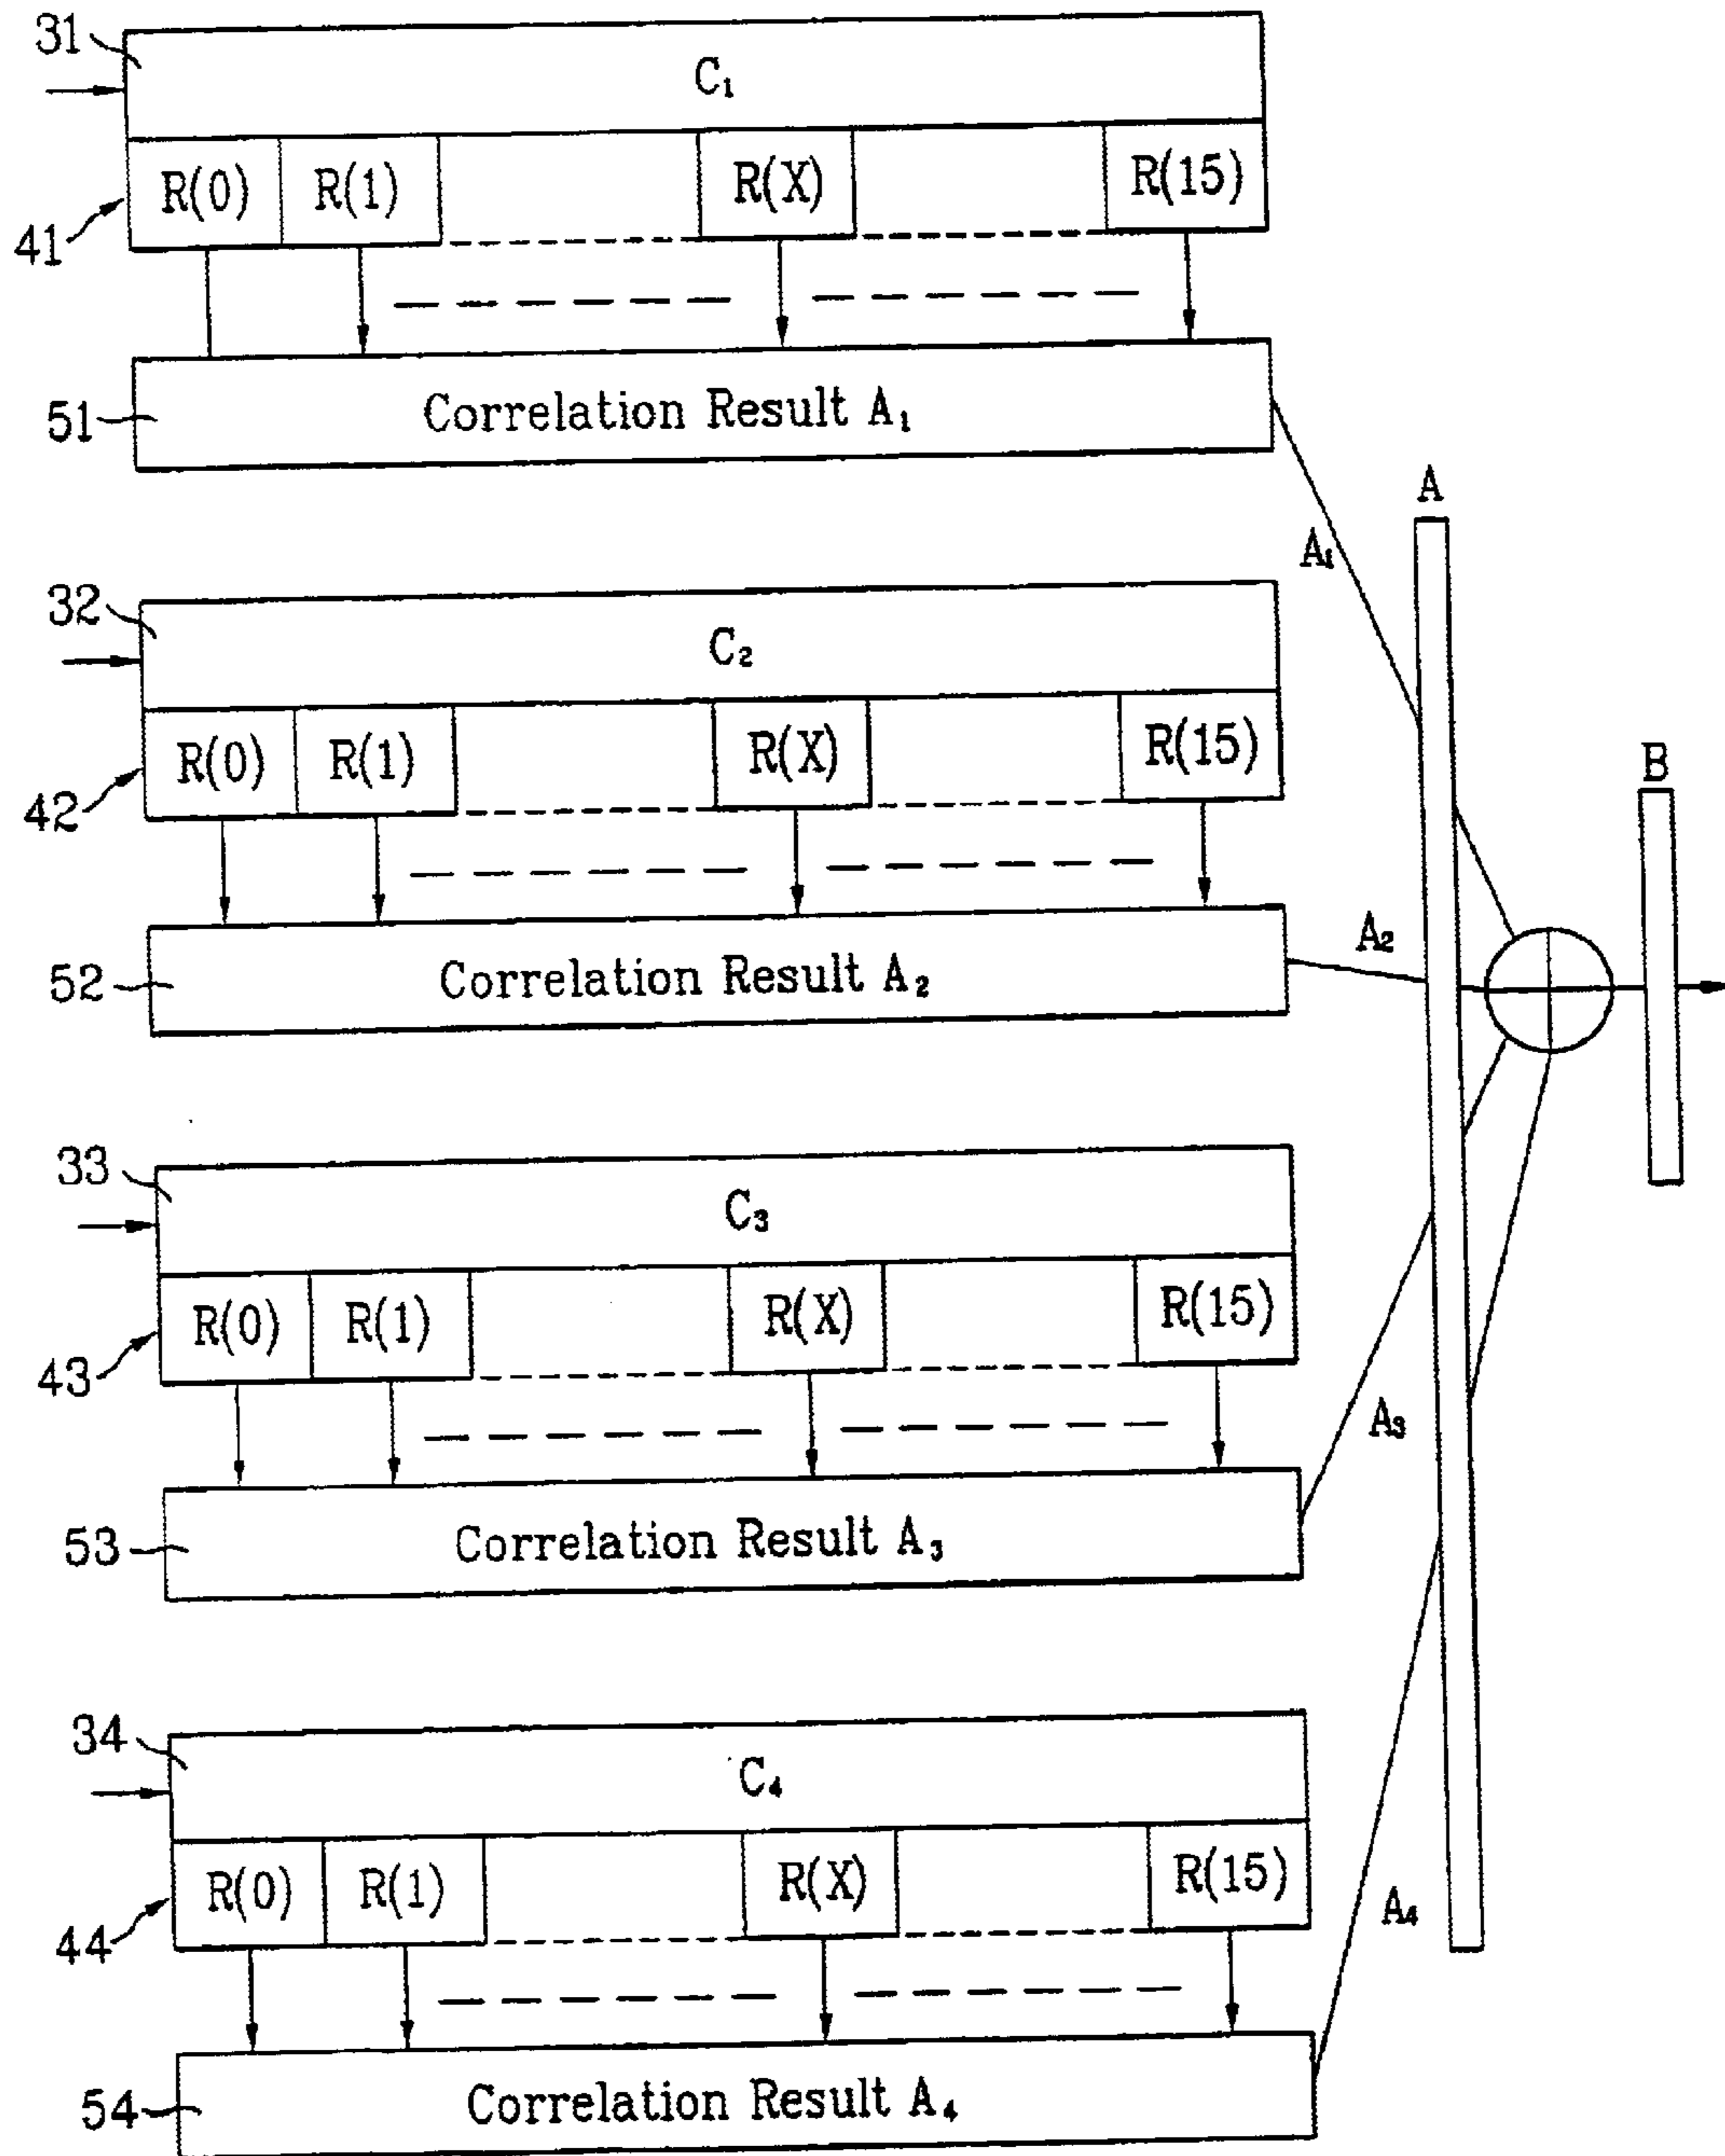 31
C₁
R(0) R(1) R(X) R(15)
41
51
Correlation Result A₁
A
A₁
32
C₂
R(0) R(1) R(X) R(15)
42
B
52
Correlation Result A₂
A₂
33
C₃
R(0) R(1) R(X) R(15)
43
53
Correlation Result A₃
A₃
34
C₄
R(0) R(1) R(X) R(15)
44
54
Correlation Result A₄
A₄